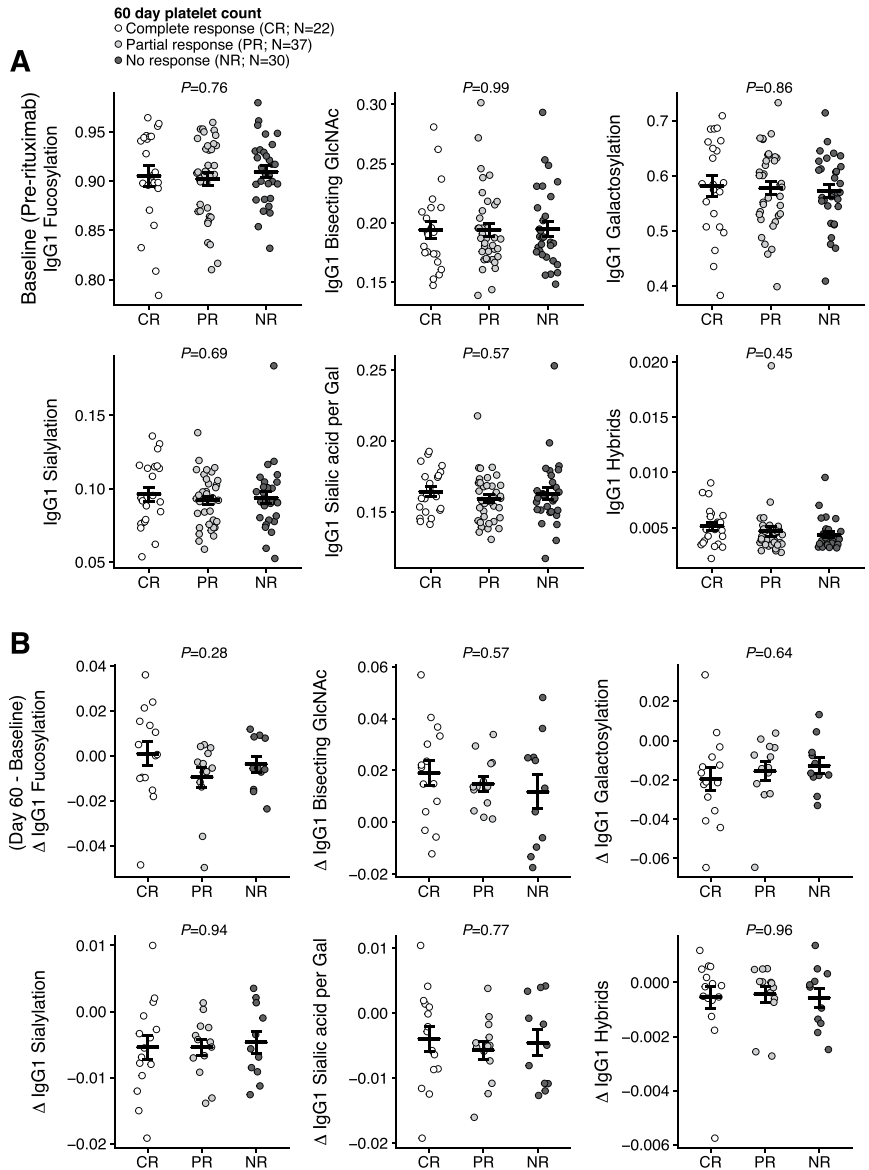 60 day platelet count
Complete response (CR; N=22)
Partial response (PR; N=37)
No response (NR; N=30)
A
Baseline (Pre-rituximab)
IgG1 Fucosylation
P=0.76
0.95
0.90
0.85
0.80
CR PR NR
IgG1 Bisecting GlcNAc
P=0.99
0.30
0.25
0.20
0.15
CR PR NR
IgG1 Galactosylation
P=0.86
0.7
0.6
0.5
0.4
CR PR NR
IgG1 Sialylation
P=0.69
0.15
0.10
0.05
CR PR NR
IgG1 Sialic acid per Gal
P=0.57
0.25
0.20
0.15
CR PR NR
IgG1 Hybrids
P=0.45
0.020
0.015
0.010
0.005
CR PR NR
B
(Day 60 - Baseline)
Δ IgG1 Fucosylation
P=0.28
0.04
0.02
0.00
−0.02
−0.04
CR PR NR
Δ IgG1 Bisecting GlcNAc
P=0.57
0.06
0.04
0.02
0.00
−0.02
CR PR NR
Δ IgG1 Galactosylation
P=0.64
0.02
0.00
−0.02
−0.04
−0.06
CR PR NR
Δ IgG1 Sialylation
P=0.94
0.01
0.00
−0.01
−0.02
CR PR NR
Δ IgG1 Sialic acid per Gal
P=0.77
0.01
0.00
−0.01
−0.02
CR PR NR
Δ IgG1 Hybrids
P=0.96
0.000
−0.002
−0.004
−0.006
CR PR NR